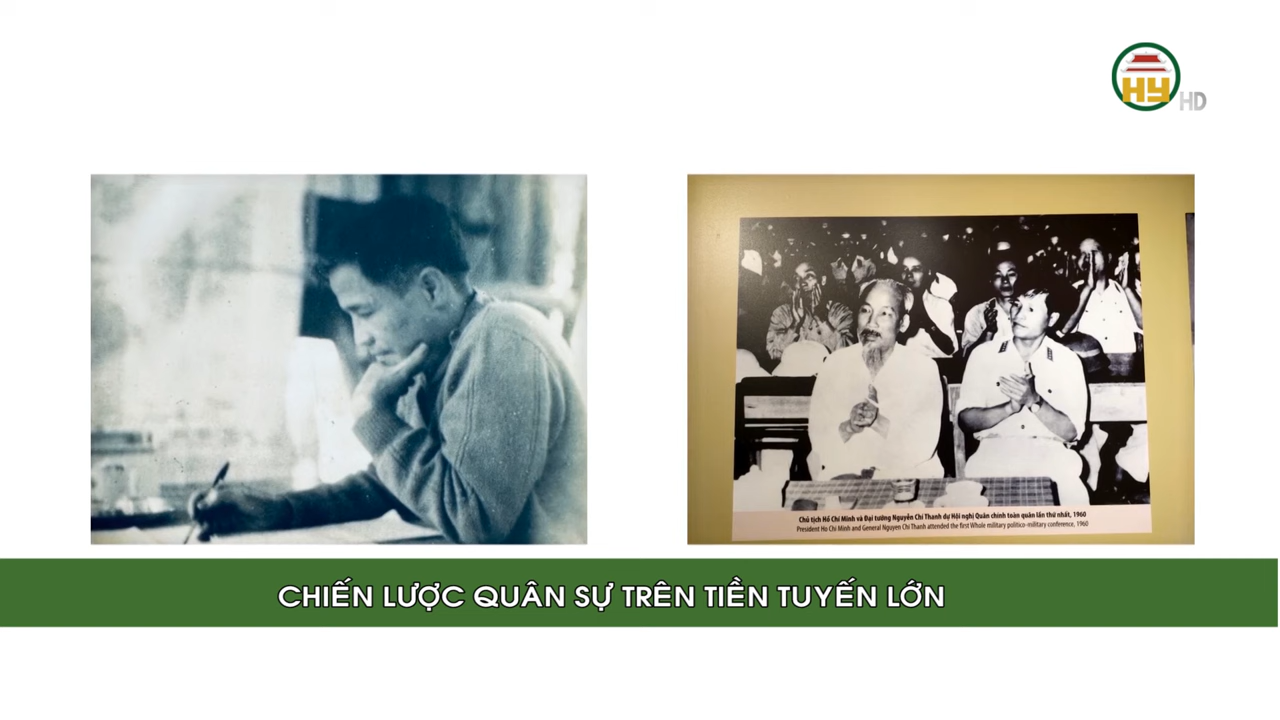 HY HD
Chủ tịch Hồ Chí Minh và Đại tướng Nguyễn Chí Thanh dự Hội nghị Quân chính toàn quân lần thứ nhất, 1960
President Ho Chi Minh and General Nguyen Chi Thanh attended the first Whole military politico-military conference, 1960
CHIẾN LƯỢC QUÂN SỰ TRÊN TIỀN TUYẾN LỚN